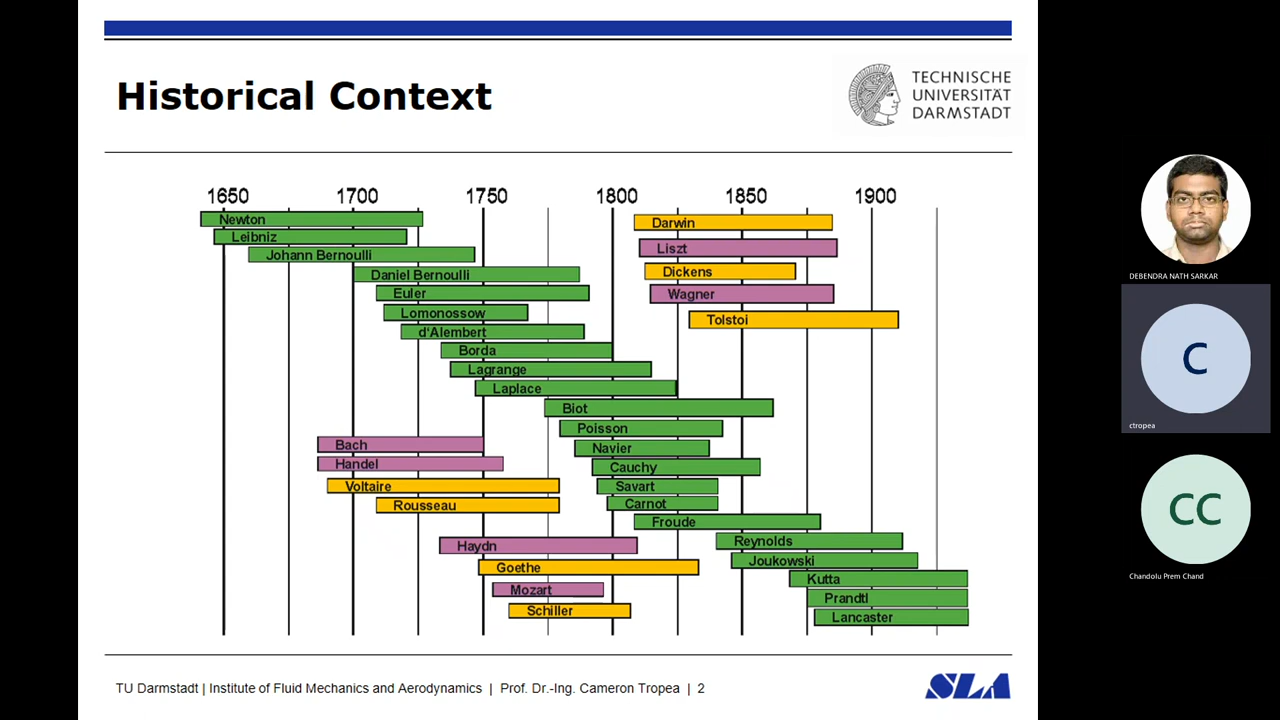 Historical Context
TECHNISCHE
UNIVERSITÄT
DARMSTADT
1650 1700 1750 1800 1850 1900
Newton
Darwin
Leibniz
Liszt
Johann Bernoulli
Daniel Bernoulli
Dickens
Euler
Wagner
Lomonossow
Tolstoi
d'Alembert
Borda
Lagrange
Laplace
Biot
Poisson
Bach
Navier
Handel
Cauchy
Voltaire
Savart
Rousseau
Carnot
Froude
Haydn
Reynolds
Goethe
Joukowski
Mozart
Kutta
Schiller
Prandtl
Lancaster
TU Darmstadt | Institute of Fluid Mechanics and Aerodynamics | Prof. Dr.-Ing. Cameron Tropea | 2
SLA
DEBENDRA NATH SARKAR
C
ctropea
CC
Chandolu Prem Chand